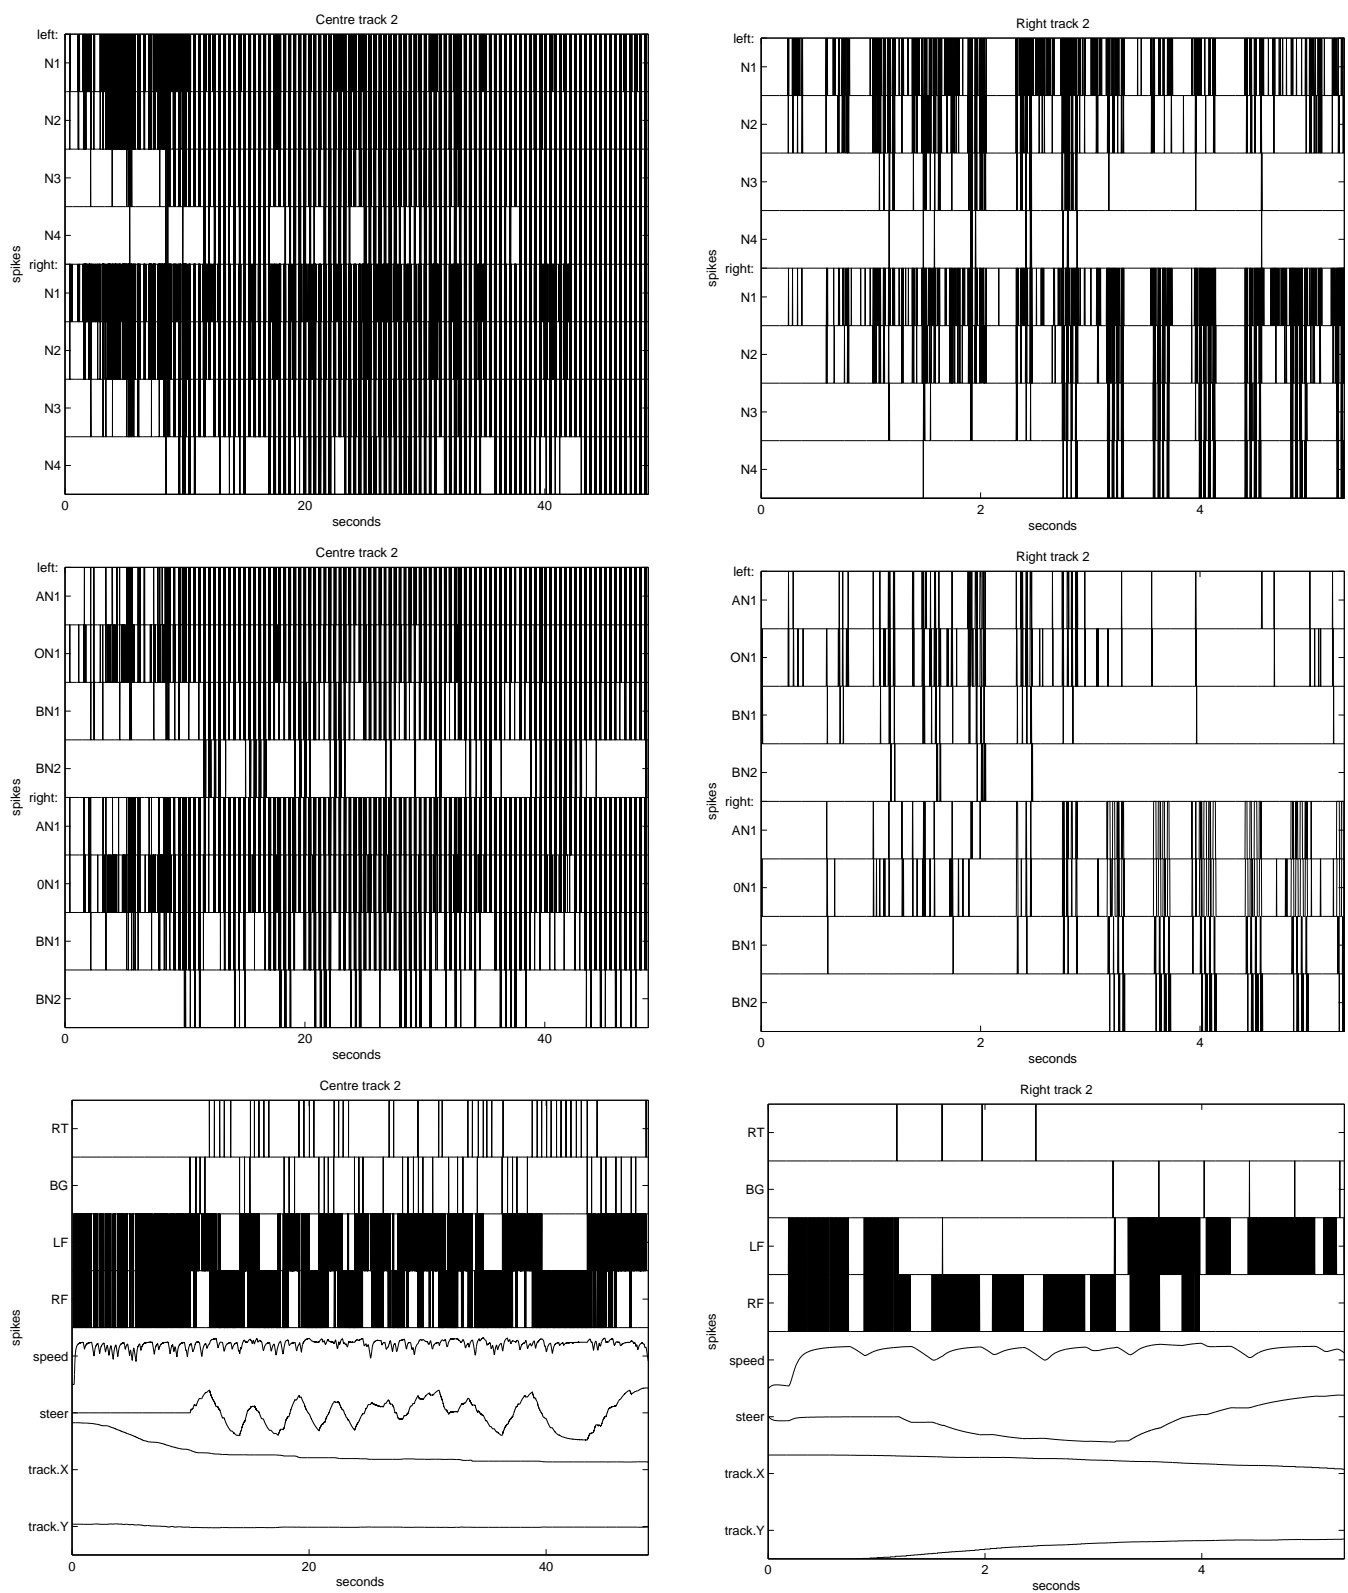 Centre track 2
left:
N1
N2
N3
N4
right:
N1
N2
N3
N4
spikes
0 20 40
seconds
Right track 2
left:
N1
N2
N3
N4
right:
N1
N2
N3
N4
spikes
0 2 4
seconds
Centre track 2
left:
AN1
ON1
BN1
BN2
right:
AN1
0N1
BN1
BN2
spikes
0 20 40
seconds
Right track 2
left:
AN1
ON1
BN1
BN2
right:
AN1
0N1
BN1
BN2
spikes
0 2 4
seconds
Centre track 2
RT
BG
LF
RF
speed
steer
track.X
track.Y
spikes
0 20 40
seconds
Right track 2
RT
BG
LF
RF
speed
steer
track.X
track.Y
spikes
0 2 4
seconds